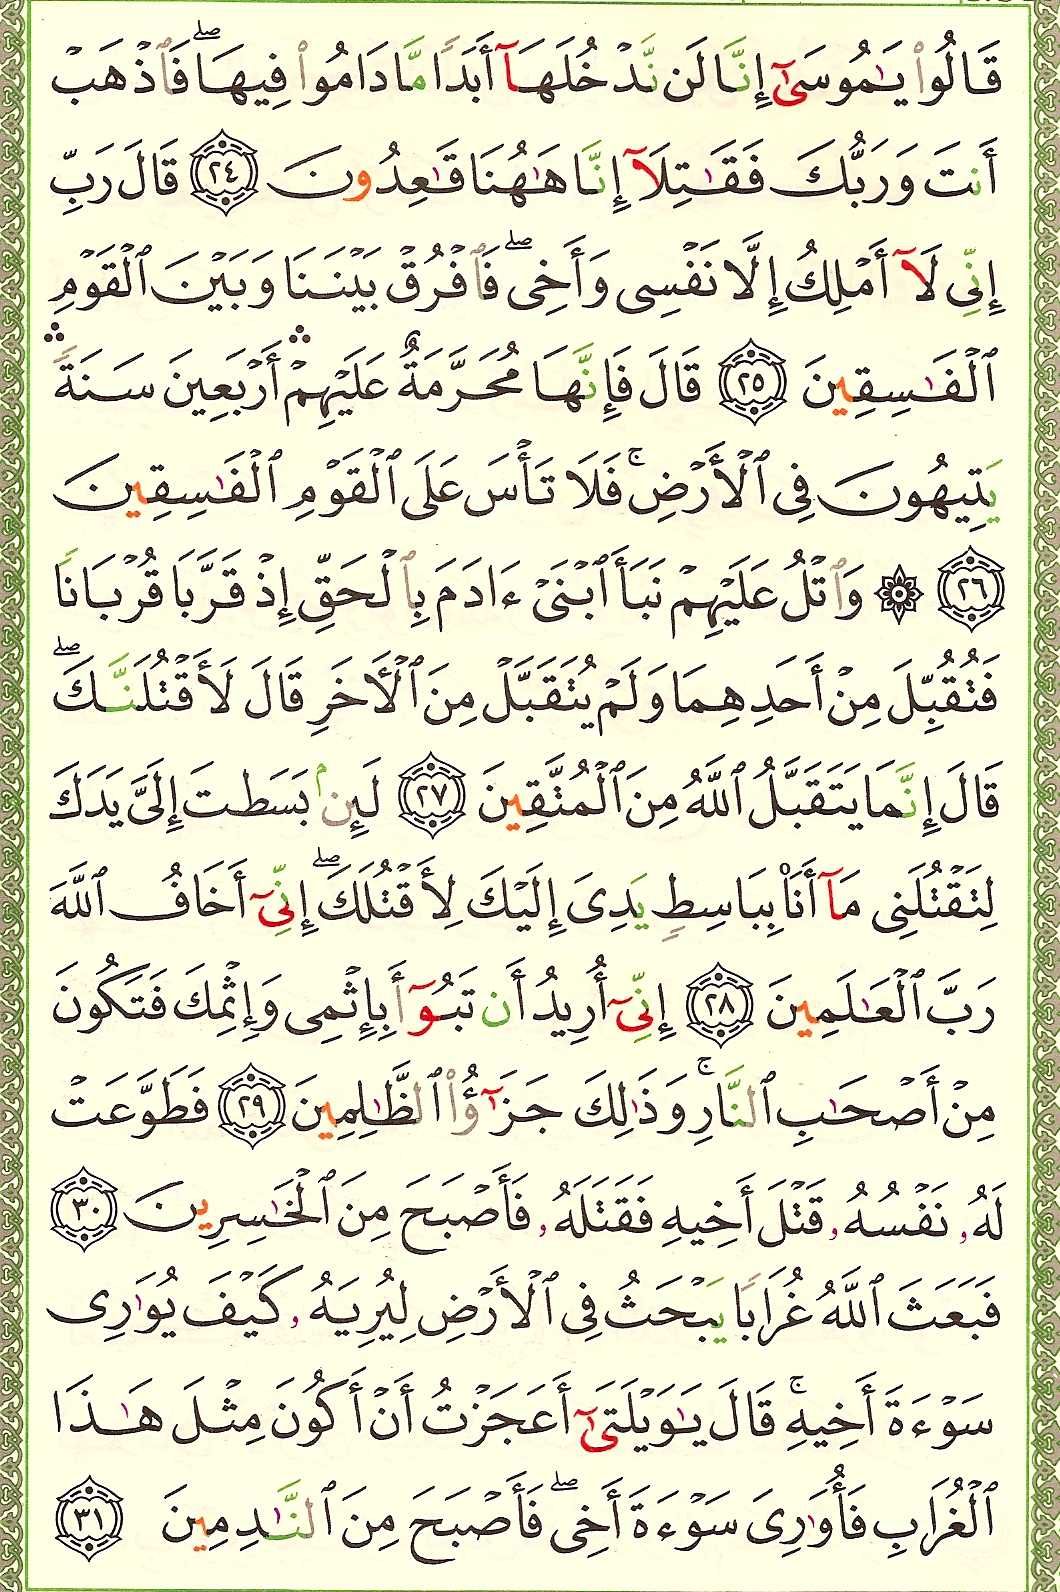 قَالُوا۟ يَـٰمُوسَىٰٓ إِنَّا لَن نَّدْخُلَهَآ أَبَدًا مَّا دَامُوا۟ فِيهَا ۖ فَٱذْهَبْ
أَنتَ وَرَبُّكَ فَقَـٰتِلَآ إِنَّا هَـٰهُنَا قَـٰعِدُونَ ٢٤ قَالَ رَبِّ
إِنِّى لَآ أَمْلِكُ إِلَّا نَفْسِى وَأَخِى ۖ فَٱفْرُقْ بَيْنَنَا وَبَيْنَ ٱلْقَوْمِ
ٱلْفَـٰسِقِينَ ٢٥ قَالَ فَإِنَّهَا مُحَرَّمَةٌ عَلَيْهِمْ ۛ أَرْبَعِينَ سَنَةً ۛ
يَتِيهُونَ فِى ٱلْأَرْضِ ۚ فَلَا تَأْسَ عَلَى ٱلْقَوْمِ ٱلْفَـٰسِقِينَ
٢٦ ۞ وَٱتْلُ عَلَيْهِمْ نَبَأَ ٱبْنَىْ ءَادَمَ بِٱلْحَقِّ إِذْ قَرَّبَا قُرْبَانًا
فَتُقُبِّلَ مِنْ أَحَدِهِمَا وَلَمْ يُتَقَبَّلْ مِنَ ٱلْـَٔاخَرِ قَالَ لَأَقْتُلَنَّكَ ۖ
قَالَ إِنَّمَا يَتَقَبَّلُ ٱللَّهُ مِنَ ٱلْمُتَّقِينَ ٢٧ لَئِنۢ بَسَطتَ إِلَىَّ يَدَكَ
لِتَقْتُلَنِى مَآ أَنَا۠ بِبَاسِطٍ يَدِىَ إِلَيْكَ لِأَقْتُلَكَ ۖ إِنِّىٓ أَخَافُ ٱللَّهَ
رَبَّ ٱلْعَـٰلَمِينَ ٢٨ إِنِّىٓ أُرِيدُ أَن تَبُوٓأَ بِإِثْمِى وَإِثْمِكَ فَتَكُونَ
مِنْ أَصْحَـٰبِ ٱلنَّارِ ۚ وَذَٰلِكَ جَزَٰٓؤُا۟ ٱلظَّـٰلِمِينَ ٢٩ فَطَوَّعَتْ
لَهُۥ نَفْسُهُۥ قَتْلَ أَخِيهِ فَقَتَلَهُۥ فَأَصْبَحَ مِنَ ٱلْخَـٰسِرِينَ ٣٠
فَبَعَثَ ٱللَّهُ غُرَابًا يَبْحَثُ فِى ٱلْأَرْضِ لِيُرِيَهُۥ كَيْفَ يُوَٰرِى
سَوْءَةَ أَخِيهِ ۚ قَالَ يَـٰوَيْلَتَىٰٓ أَعَجَزْتُ أَنْ أَكُونَ مِثْلَ هَـٰذَا
ٱلْغُرَابِ فَأُوَٰرِىَ سَوْءَةَ أَخِى ۖ فَأَصْبَحَ مِنَ ٱلنَّـٰدِمِينَ ٣١